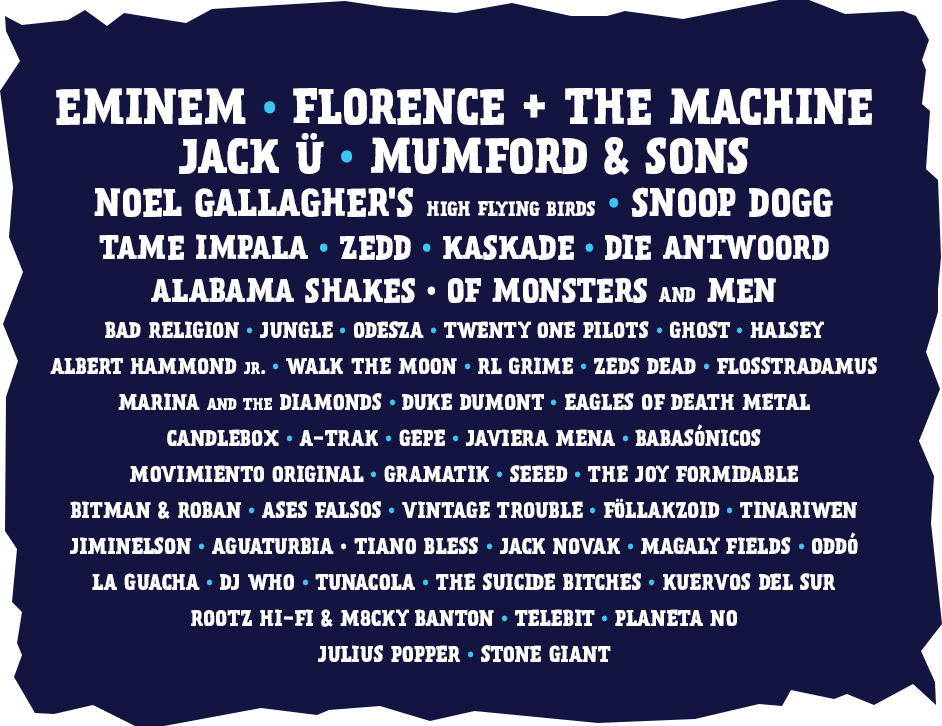 EMINEM • FLORENCE + THE MACHINE
JACK Ü • MUMFORD & SONS
NOEL GALLAGHER'S HIGH FLYING BIRDS • SNOOP DOGG
TAME IMPALA • ZEDD • KASKADE • DIE ANTWOORD
ALABAMA SHAKES • OF MONSTERS AND MEN
BAD RELIGION • JUNGLE • ODESZA • TWENTY ONE PILOTS • GHOST • HALSEY
ALBERT HAMMOND JR. • WALK THE MOON • RL GRIME • ZEDS DEAD • FLOSSTRADAMUS
MARINA AND THE DIAMONDS • DUKE DUMONT • EAGLES OF DEATH METAL
CANDLEBOX • A-TRAK • GEPE • JAVIERA MENA • BABASÓNICOS
MOVIMIENTO ORIGINAL • GRAMATIK • SEEED • THE JOY FORMIDABLE
BITMAN & ROBAN • ASES FALSOS • VINTAGE TROUBLE • FÖLLAKZOID • TINARIWEN
JIMINELSON • AGUATURBIA • TIANO BLESS • JACK NOVAK • MAGALY FIELDS • ODDÓ
LA GUACHA • DJ WHO • TUNACOLA • THE SUICIDE BITCHES • KUERVOS DEL SUR
ROOTZ HI-FI & M8CKY BANTON • TELEBIT • PLANETA NO
JULIUS POPPER • STONE GIANT